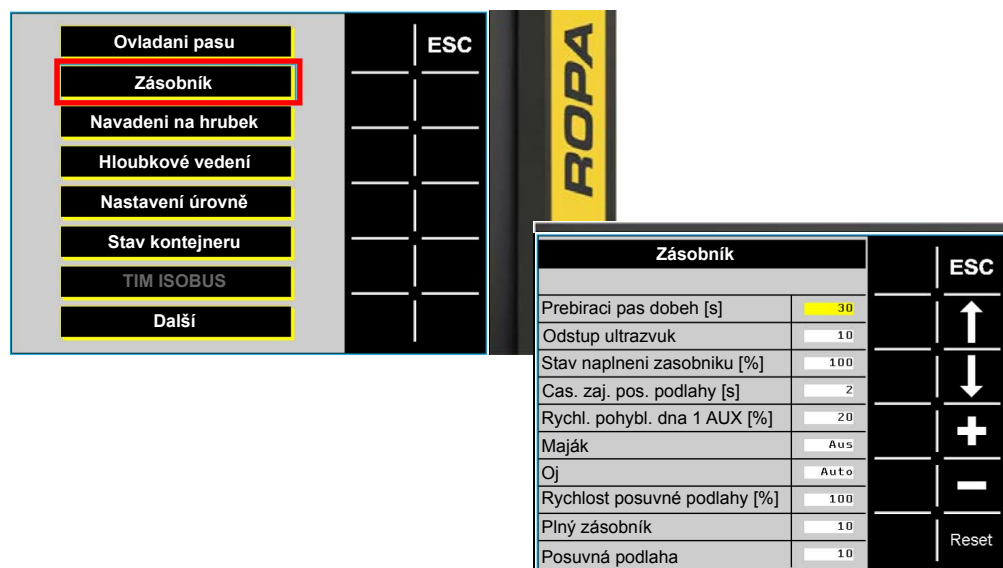 Ovladani pasu
ESC
Zásobník
Navadeni na hrubek
Hloubkové vedení
Nastavení úrovně
Stav kontejneru
TIM ISOBUS
Další
ROPA
Zásobník
ESC
Prebiraci pas dobeh [s] 30
Odstup ultrazvuk 10
Stav naplneni zasobniku [%] 100
Cas. zaj. pos. podlahy [s] 2
Rychl. pohybl. dna 1 AUX [%] 20
Maják Aus
Oj Auto
Rychlost posuvné podlahy [%] 100
Plný zásobník 10
Posuvná podlaha 10
Reset